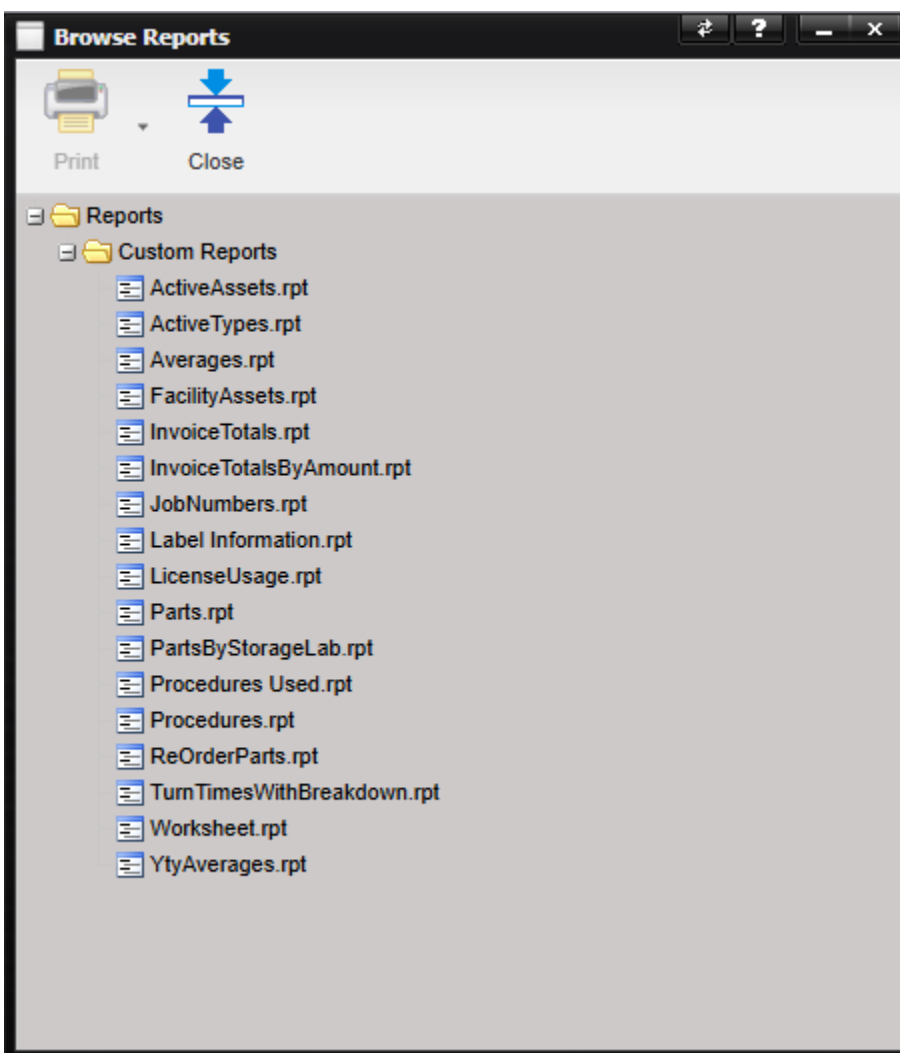 Browse Reports ?
Print Close
Reports
Custom Reports
ActiveAssets.rpt
ActiveTypes.rpt
Averages.rpt
FacilityAssets.rpt
InvoiceTotals.rpt
InvoiceTotalsByAmount.rpt
JobNumbers.rpt
Label Information.rpt
LicenseUsage.rpt
Parts.rpt
PartsByStorageLab.rpt
Procedures Used.rpt
Procedures.rpt
ReOrderParts.rpt
TurnTimesWithBreakdown.rpt
Worksheet.rpt
YtyAverages.rpt